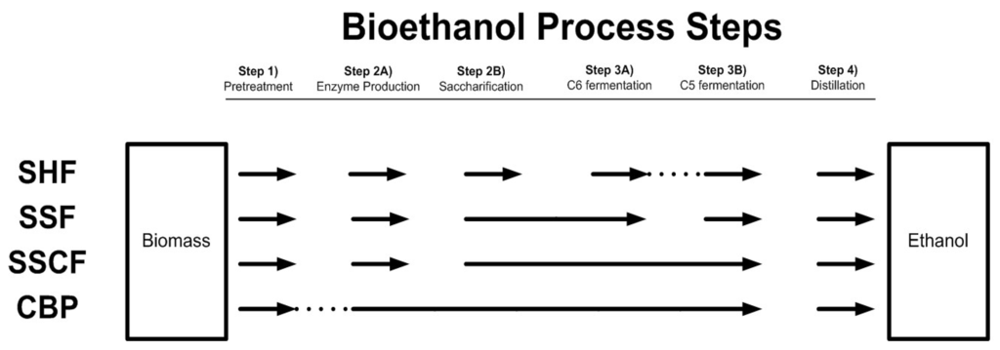 Bioethanol Process Steps
Step 1) Step 2A) Step 2B) Step 3A) Step 3B) Step 4)
Pretreatment Enzyme Production Saccharification C6 fermentation C5 fermentation Distillation
SHF
SSF
Biomass Ethanol
SSCF
CBP